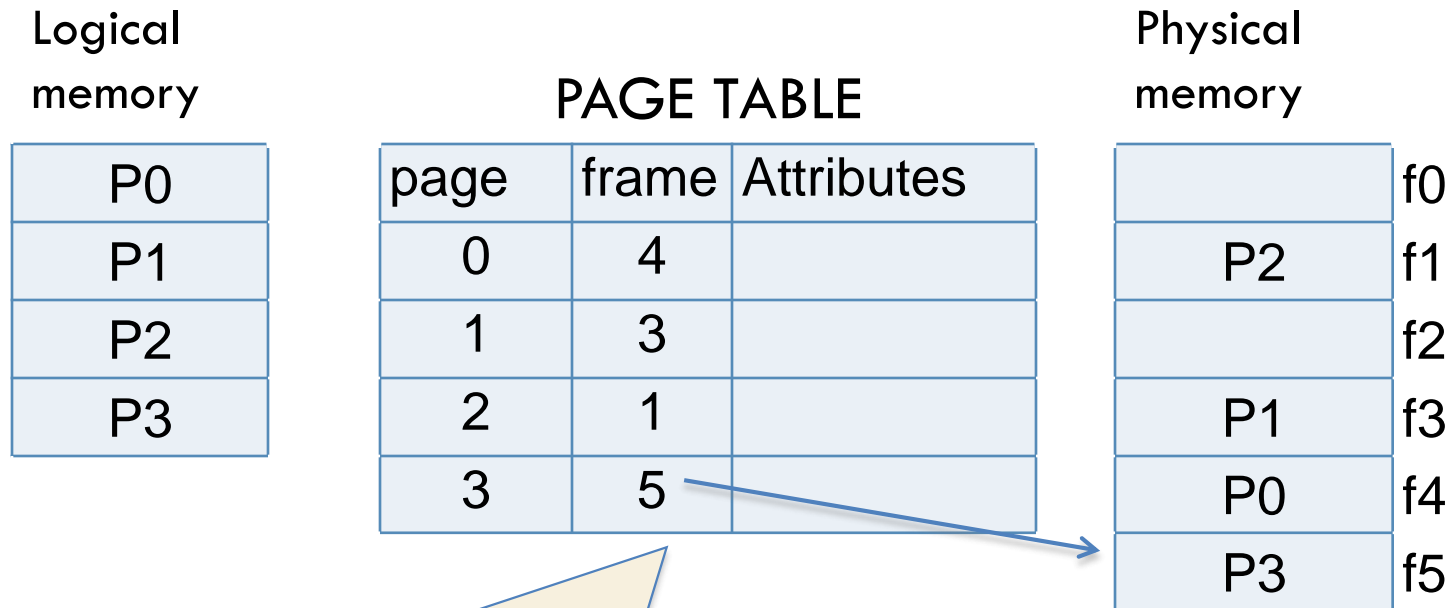 Logical
memory
P0
P1
P2
P3
PAGE TABLE
page frame Attributes
0 4
1 3
2 1
3 5
Physical
memory
f0
P2 f1
f2
P1 f3
P0 f4
P3 f5